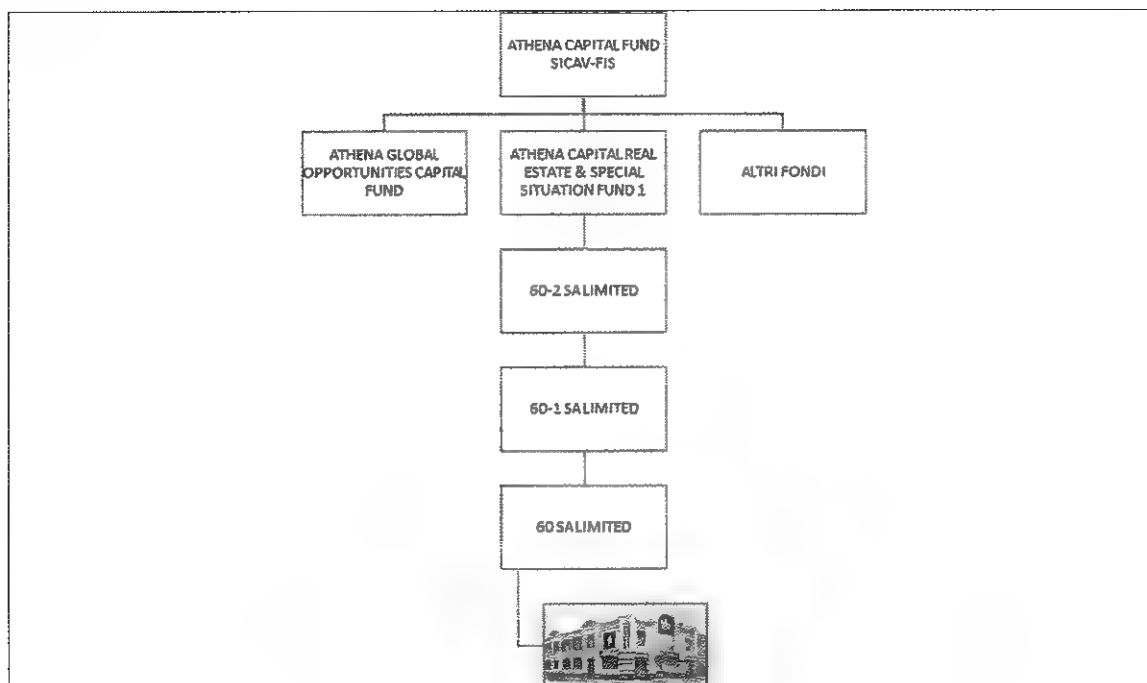 ATHENA CAPITAL FUND
SICAV-FIS
ATHENA GLOBAL
OPPORTUNITIES CAPITAL
FUND
ATHENA CAPITAL REAL
ESTATE & SPECIAL
SITUATION FUND 1
ALTRI FONDI
60-2 SA LIMITED
60-1 SA LIMITED
60 SA LIMITED